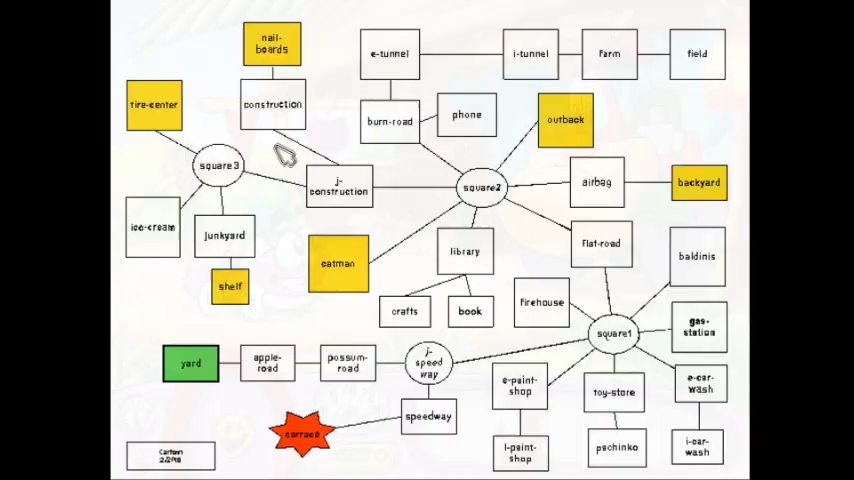 nail-
boards
e-tunnel
i-tunnel
farm
field
tire-center
construction
burn-road
phone
outback
square3
j-
construction
square2
airbag
backyard
ice-cream
junkyard
catman
library
flat-road
baldinis
shelf
crafts
book
firehouse
square1
gas-
station
yard
apple-
road
possum-
road
j-
speed
way
e-paint-
shop
toy-store
e-car-
wash
speedway
carrace
i-paint-
shop
pachinko
i-car-
wash
Cartown